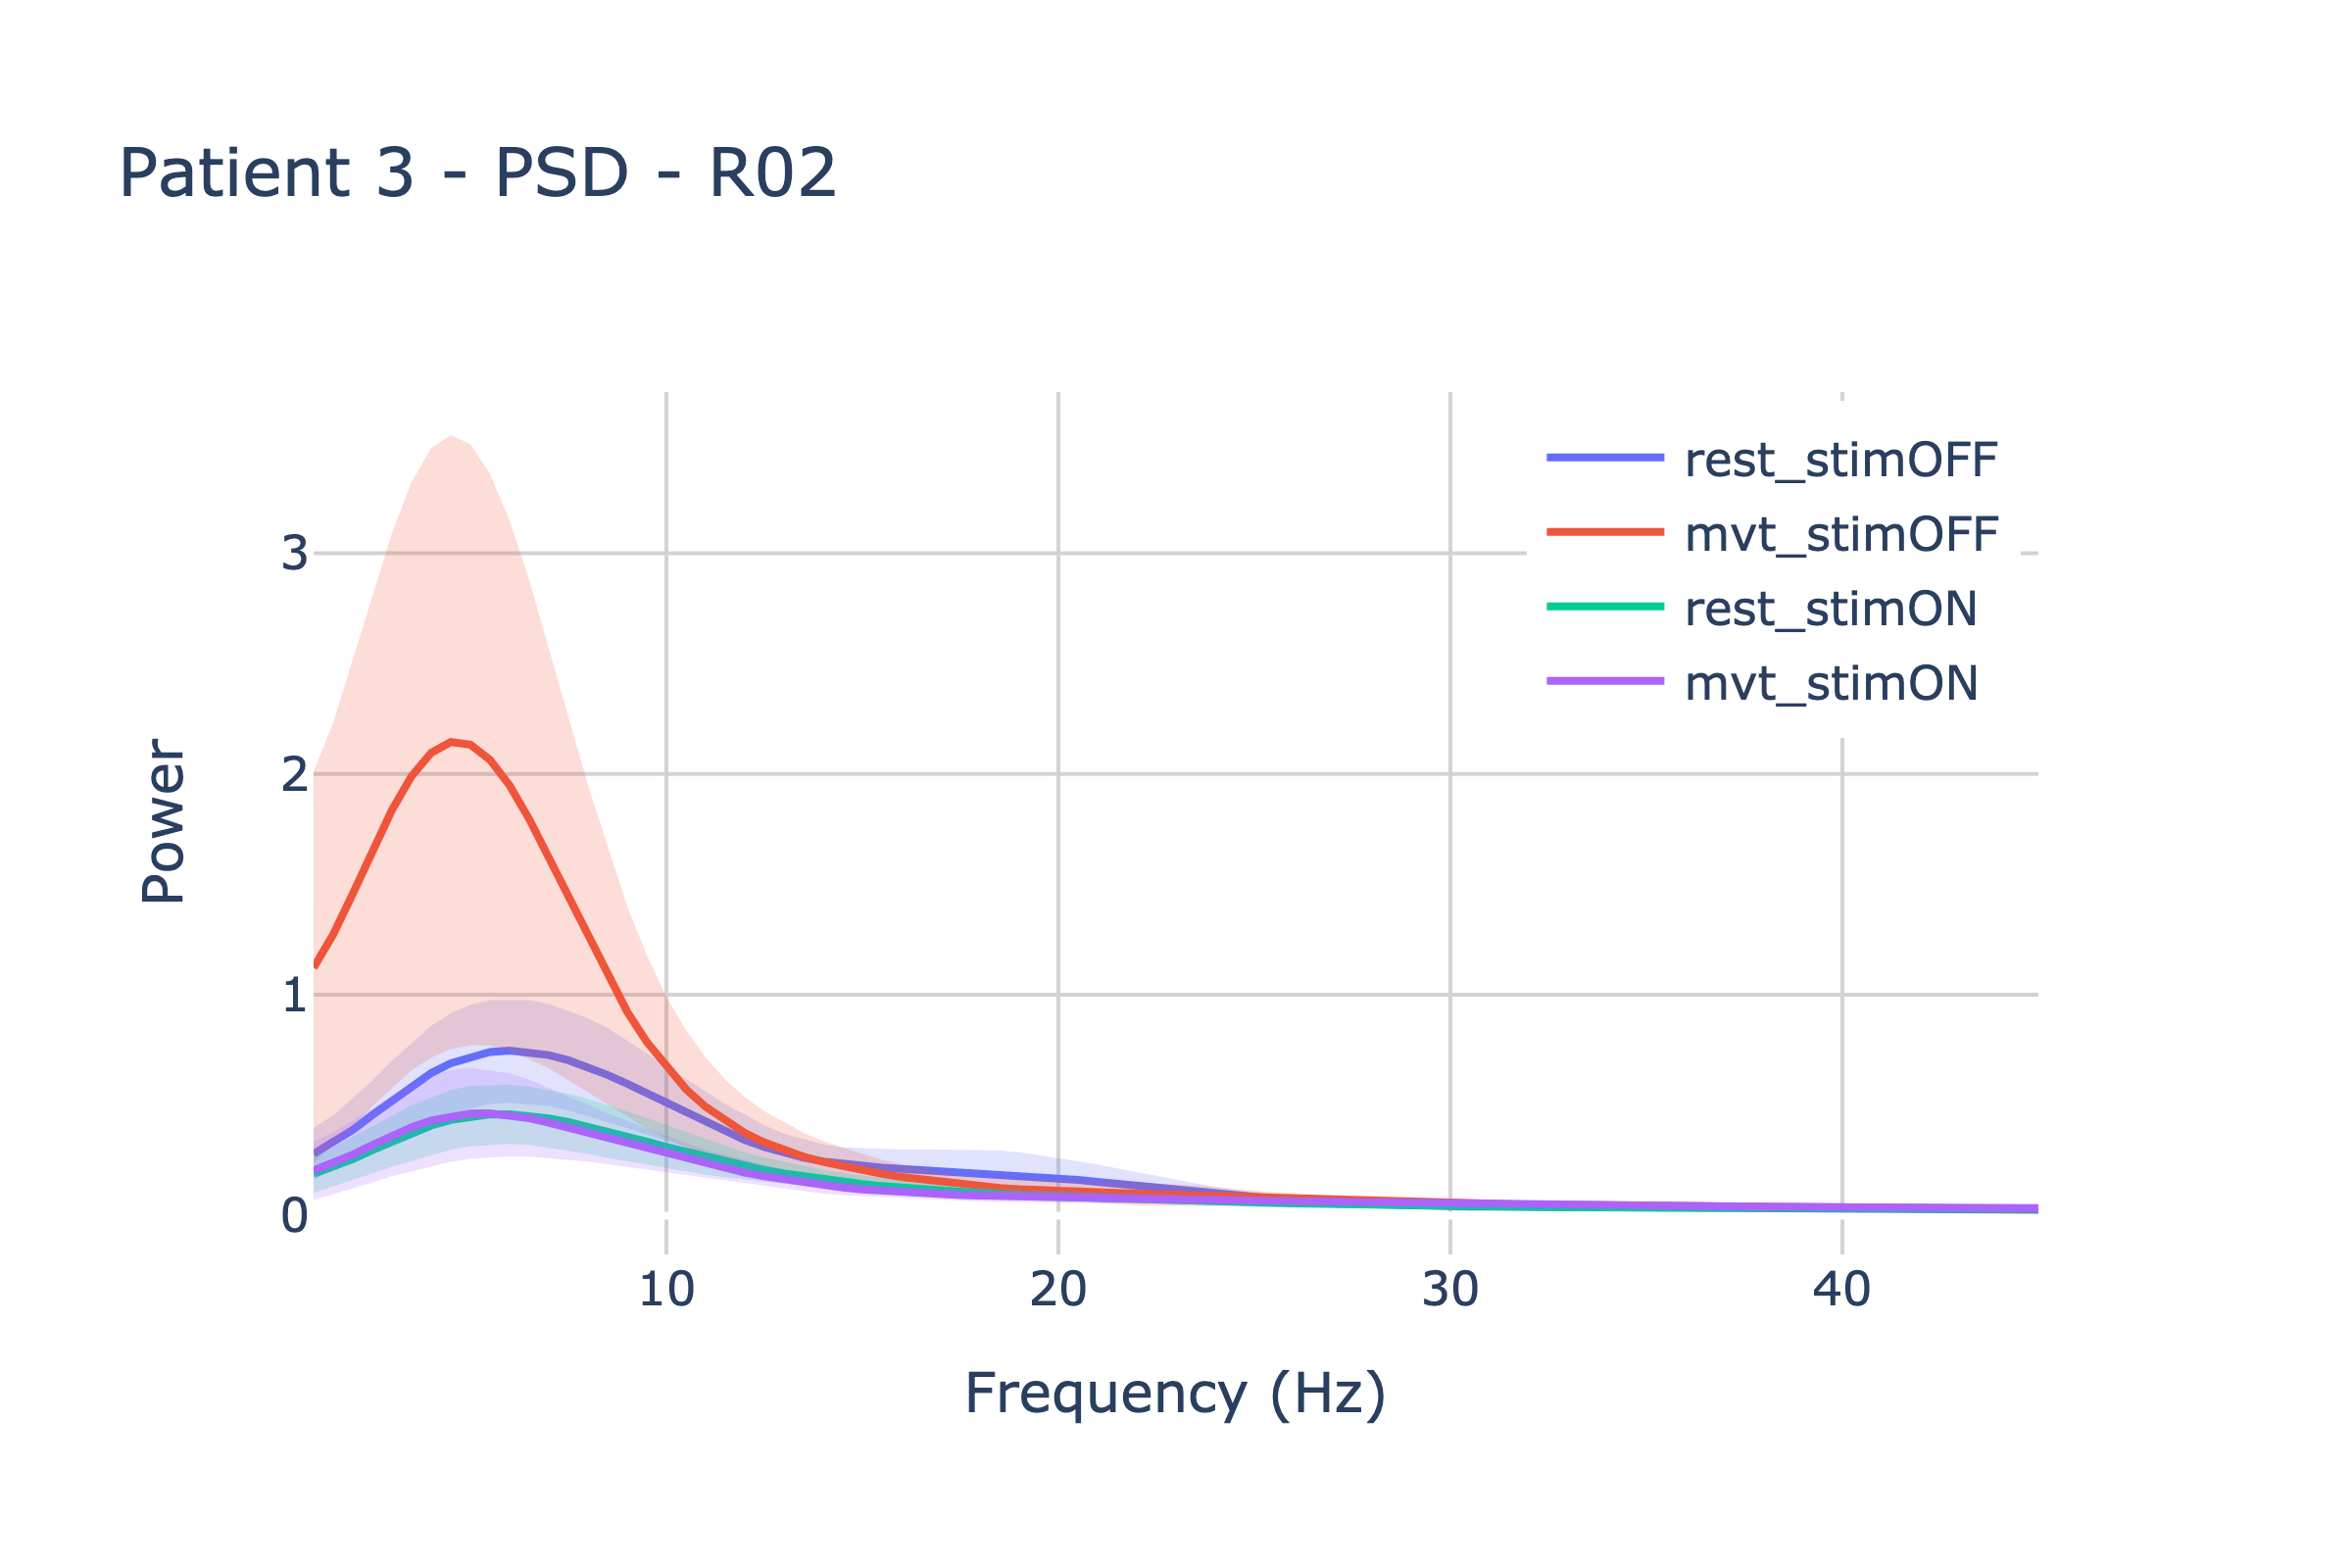 Patient 3 - PSD - R02
rest_stimOFF
mvt_stimOFF
rest_stimON
mvt_stimON
3
2
1
0
Power
10
20
30
40
Frequency (Hz)